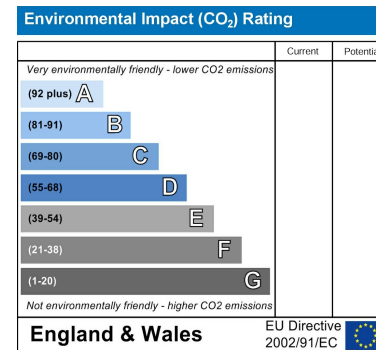 Environmental Impact (CO₂) Rating
Current Potentia
Very environmentally friendly - lower CO2 emissions
(92 plus) A
(81-91) B
(69-80) C
(55-68) D
(39-54) E
(21-38) F
(1-20) G
Not environmentally friendly - higher CO2 emissions
England & Wales
EU Directive
2002/91/EC